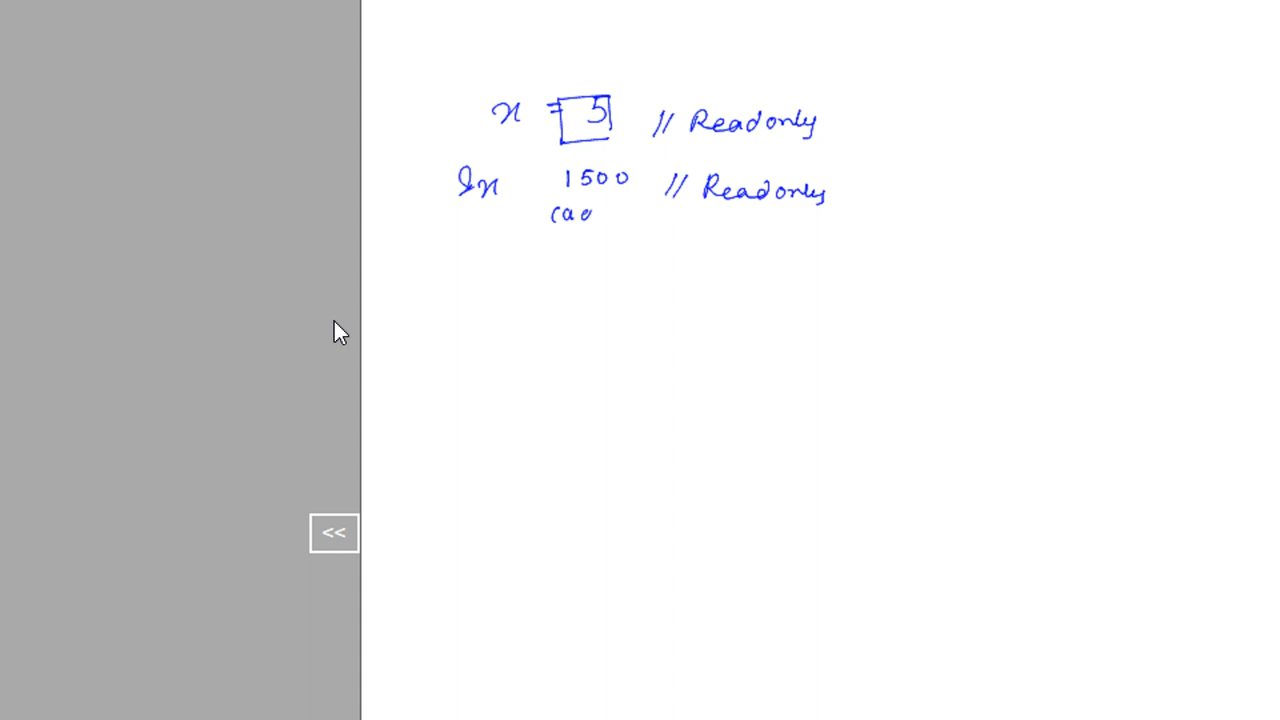 x = 5 // Readonly
&x 1500 // Readonly
<<